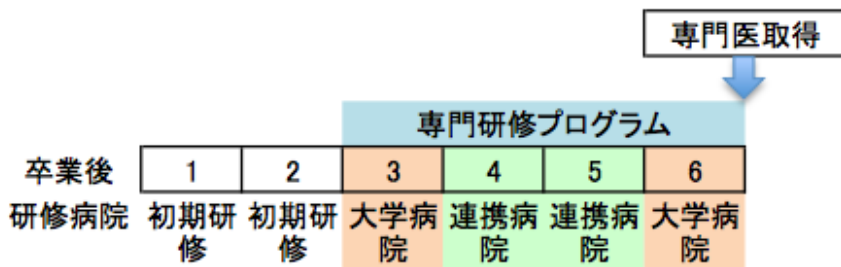 専門医取得
専門研修プログラム
卒業後 1 2 3 4 5 6
研修病院 初期研 初期研 大学病 連携病 連携病 大学病
修 修 院 院 院 院